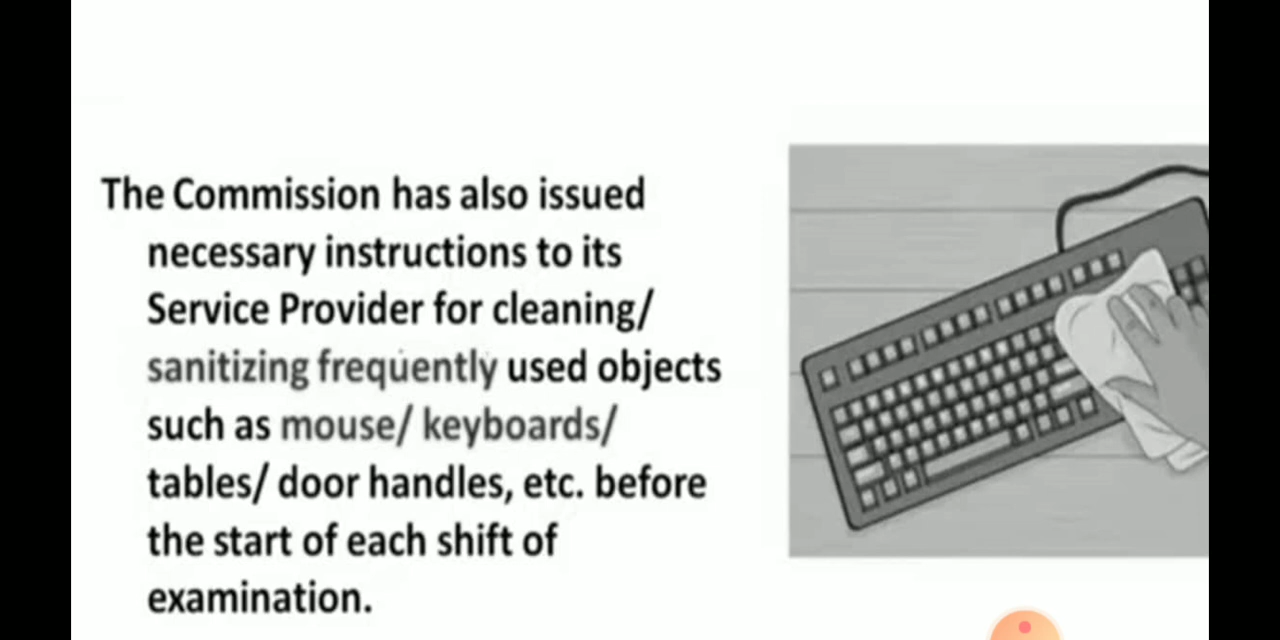 The Commission has also issued
necessary instructions to its
Service Provider for cleaning/
sanitizing frequently used objects
such as mouse/ keyboards/
tables/ door handles, etc. before
the start of each shift of
examination.